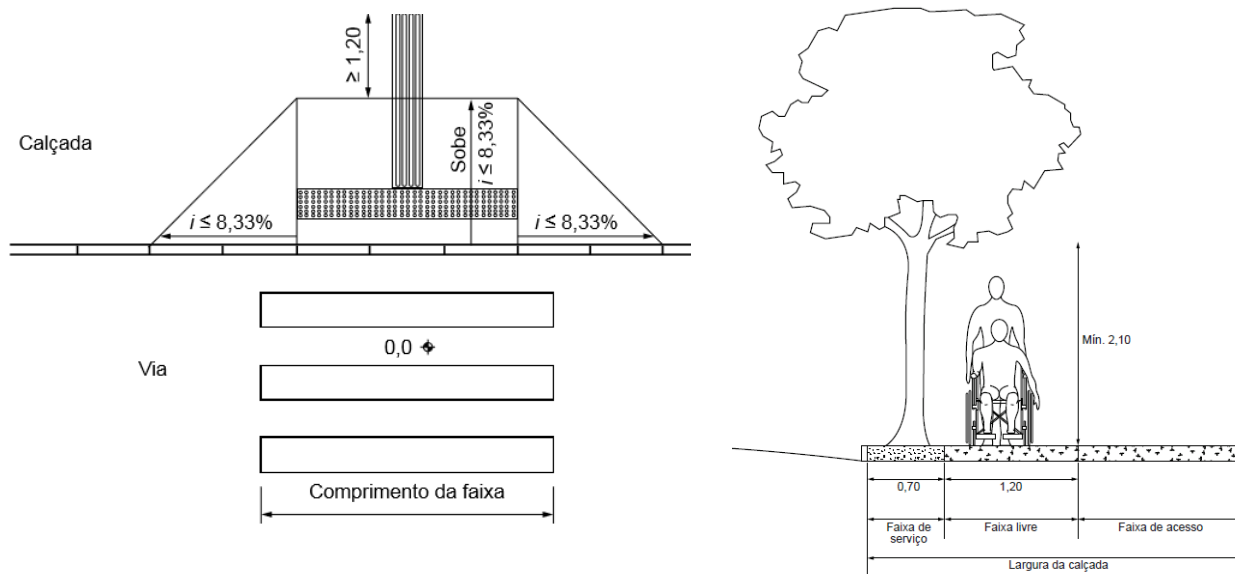 ≥ 1,20
Calçada
Sobe
i ≤ 8,33%
i ≤ 8,33%
i ≤ 8,33%
0,0
Via
Comprimento da faixa
Mín. 2,10
0,70
1,20
Faixa de
serviço
Faixa livre
Faixa de acesso
Largura da calçada